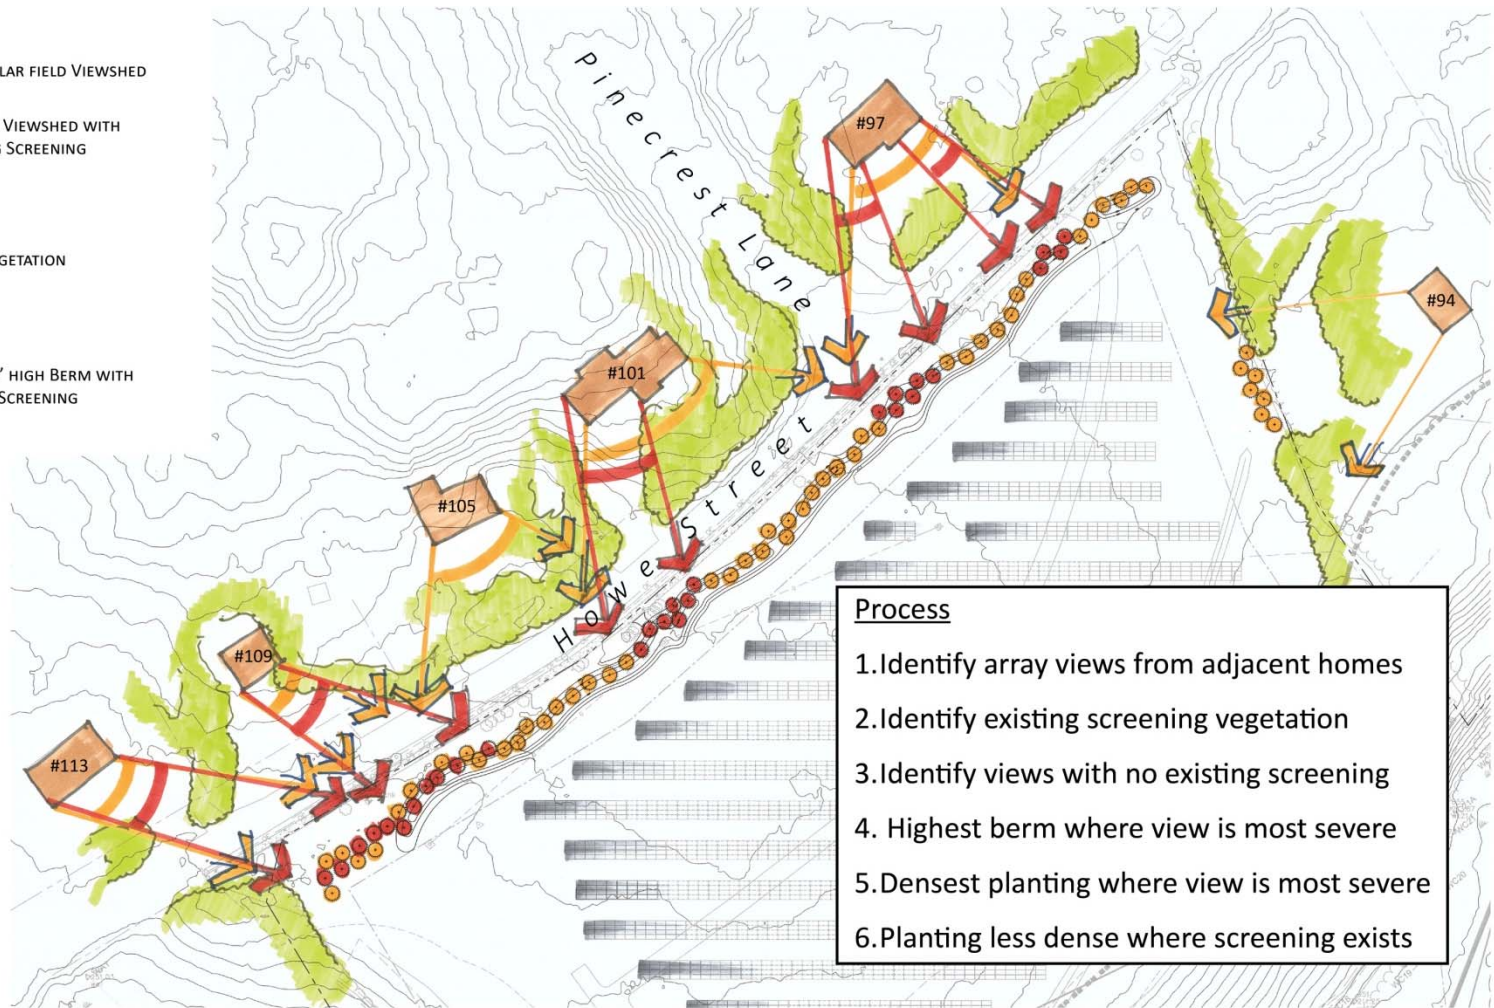 LAR FIELD VIEWSHED
VIEWSHED WITH
SCREENING
GETATION
' HIGH BERM WITH
SCREENING
Pinecrest Lane
Howe Street
#97
#94
#101
#105
#109
#113
Process
1.Identify array views from adjacent homes
2.Identify existing screening vegetation
3.Identify views with no existing screening
4. Highest berm where view is most severe
5.Densest planting where view is most severe
6.Planting less dense where screening exists